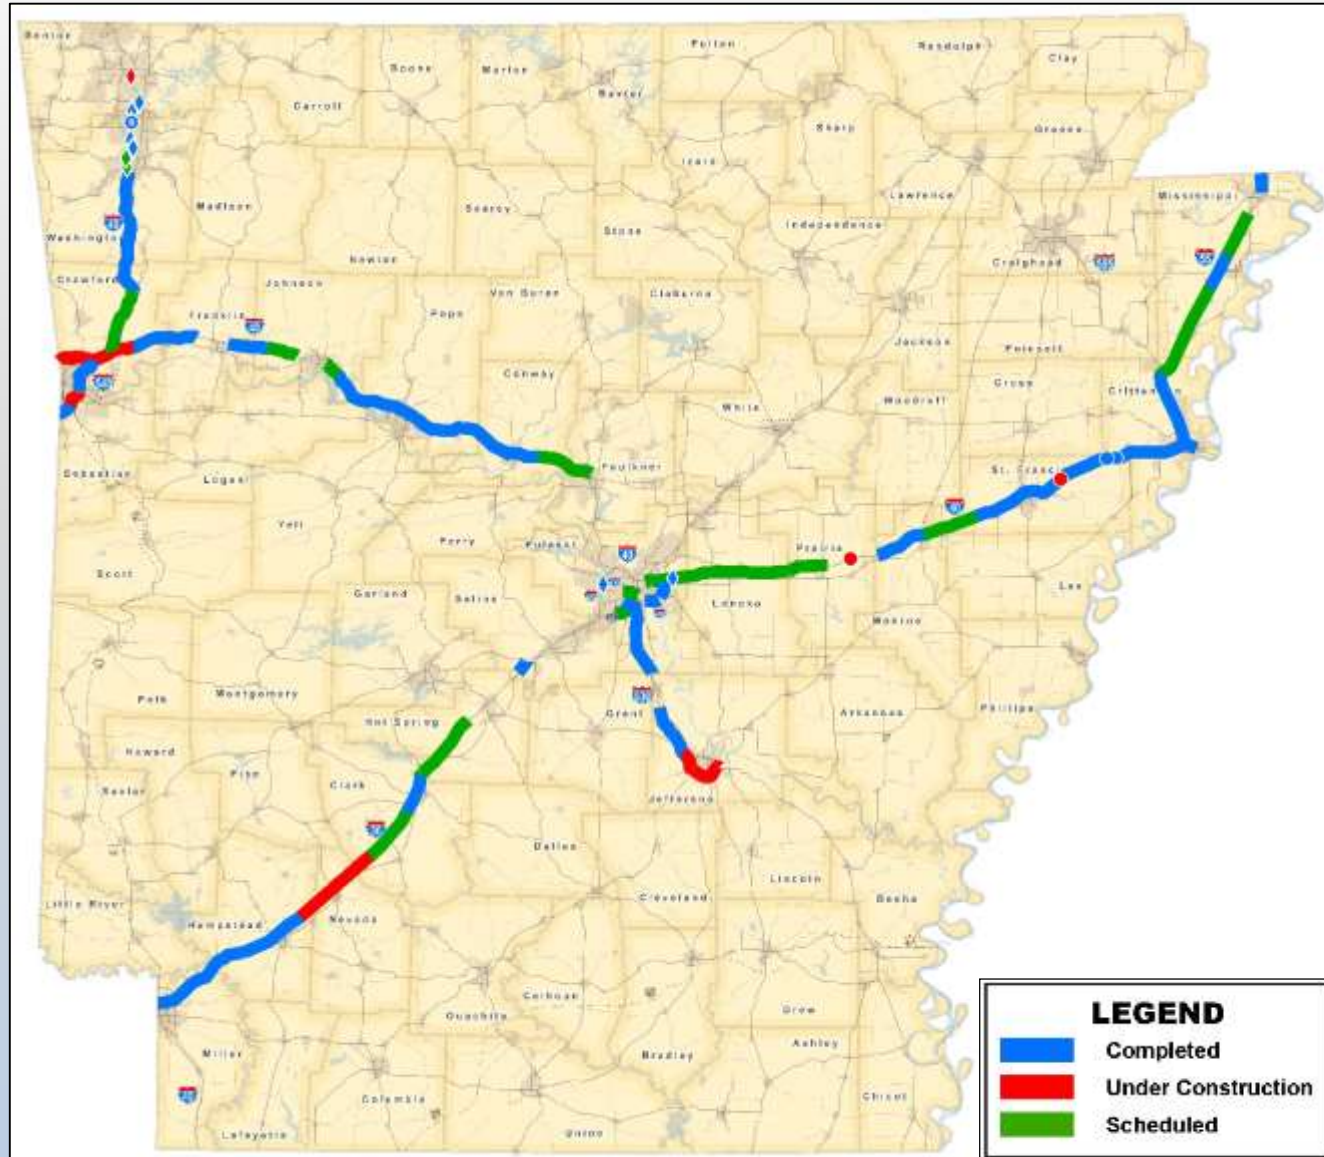 Benton
Carroll
Boone
Marion
Baxter
Fulton
Randolph
Clay
Sharp
Greene
Izard
Lawrence
Mississippi
Madison
Searcy
Stone
Independence
Washington
Newton
Craighead
Crawford
Johnson
Franklin
Pope
Van Buren
Cleburne
Jackson
Poinsett
Conway
Cross
Crittenden
White
Woodruff
Sebastian
Logan
Faulkner
St. Francis
Yell
Perry
Pulaski
Prairie
Scott
Garland
Saline
Lonoke
Lee
Monroe
Polk
Montgomery
Hot Spring
Grant
Arkansas
Phillips
Howard
Pike
Clark
Sevier
Jefferson
Dallas
Lincoln
Little River
Hempstead
Nevada
Cleveland
Desha
Calhoun
Ouachita
Drew
Miller
Bradley
Ashley
Columbia
Chicot
Lafayette
Union
LEGEND
Completed
Under Construction
Scheduled